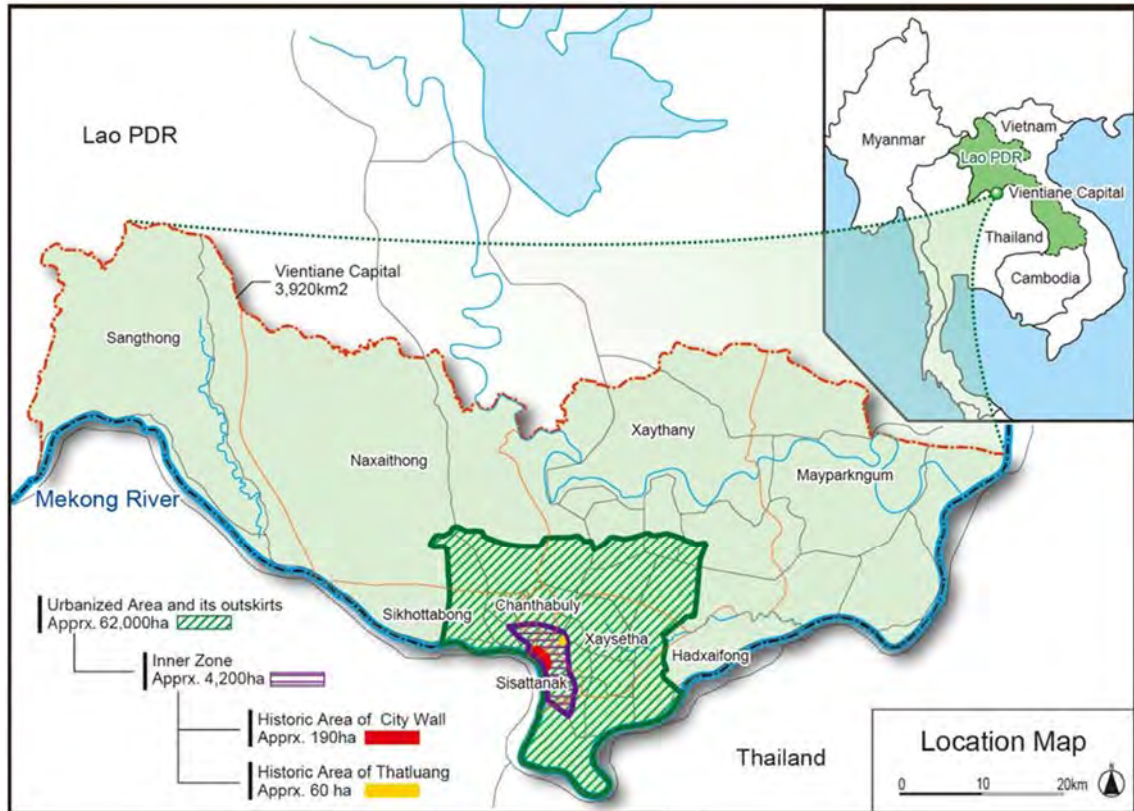 Lao PDR
Myanmar
Vietnam
Lao PDR
Vientiane Capital
Thailand
Cambodia
Vientiane Capital
3,920km2
Sangthong
Xaythany
Naxaithong
Mayparkngum
Mekong River
Sikhottabong
Chanthabuly
Xaysetha
Hadxaifong
Sisattanak
Urbanized Area and its outskirts
Apprx. 62,000ha
Inner Zone
Apprx. 4,200ha
Historic Area of City Wall
Apprx. 190ha
Historic Area of Thatluang
Apprx. 60 ha
Thailand
Location Map
0 10 20km
N